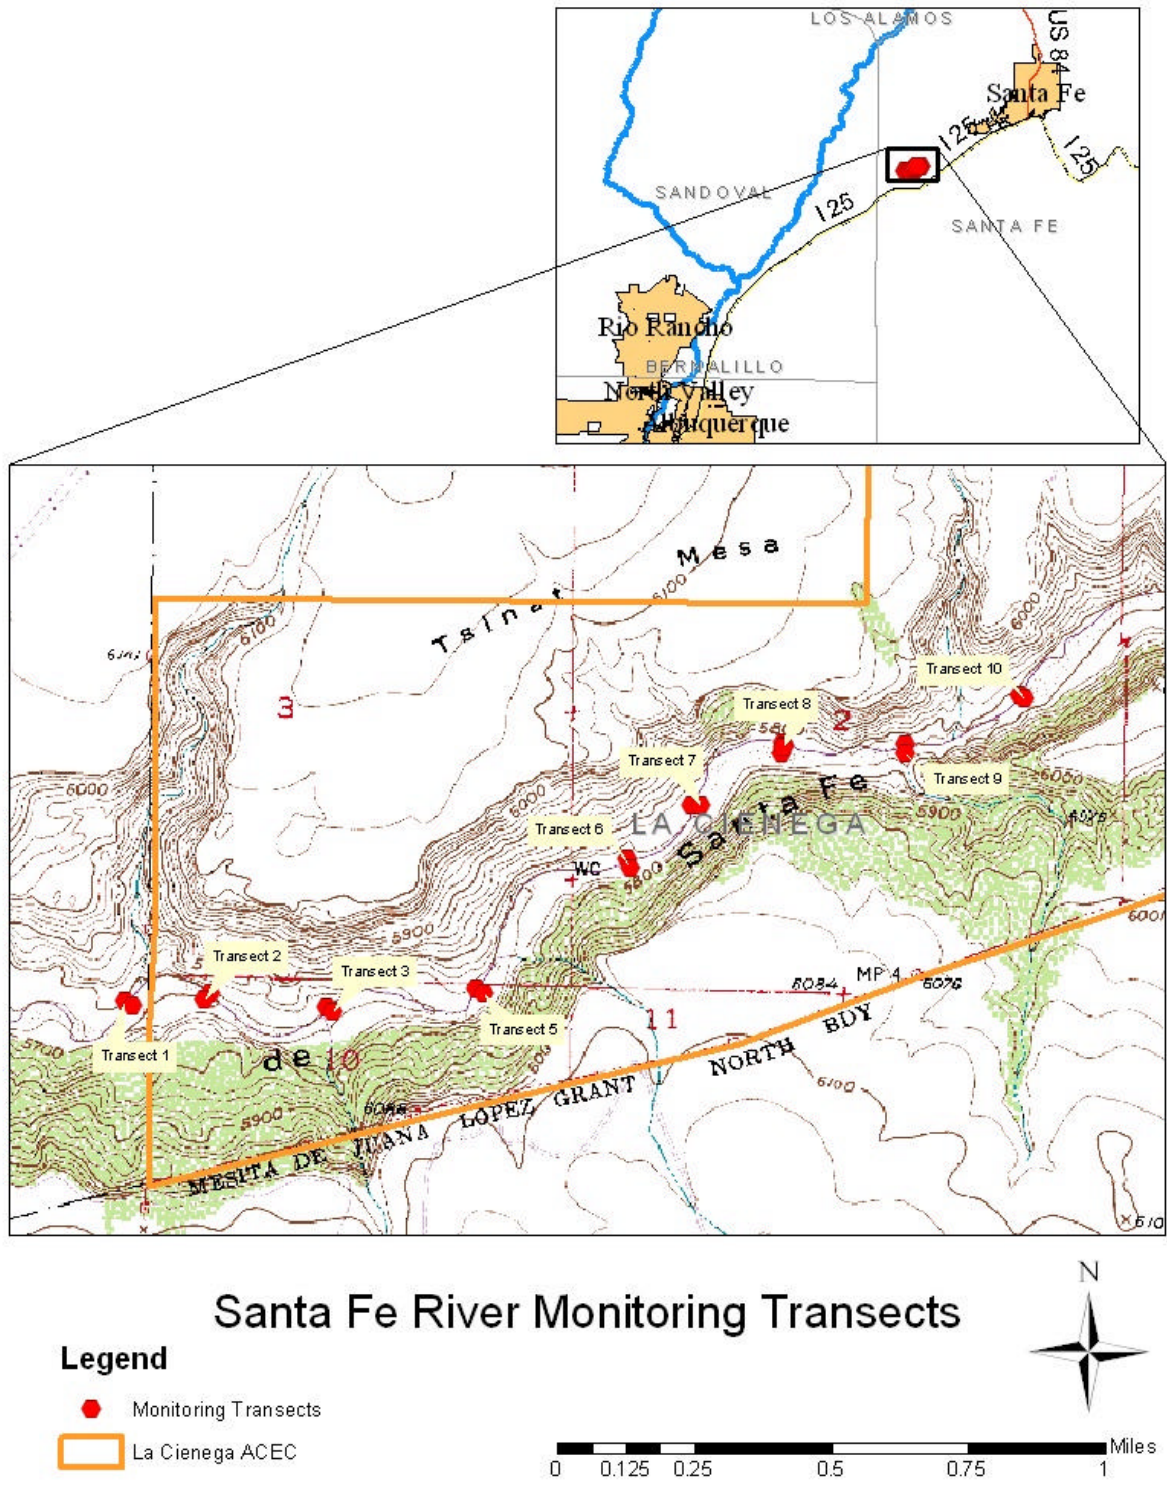 LOS ALAMOS
US 84
Santa Fe
I 25
I 25
SANDOVAL
I 25
SANTA FE
Rio Rancho
BERNALILLO
North Valley
Albuquerque
Mesa
6100
Tsinat
6100
6000
3
Transect 10
Transect 8
2
Transect 7
Transect 9
6000
5900
Santa Fe
6000
LA CIENEGA
Transect 6
WC
5800
5900
Transect 2
Transect 3
MP 4
6084
6076
Transect 5
11
BDY
Transect 1
5700
de
10
NORTH
6100
GRANT
LOPEZ
5900
JUANA
MESITA DE
Santa Fe River Monitoring Transects
N
Legend
Monitoring Transects
La Cienega ACEC
Miles
0 0.125 0.25 0.5 0.75 1